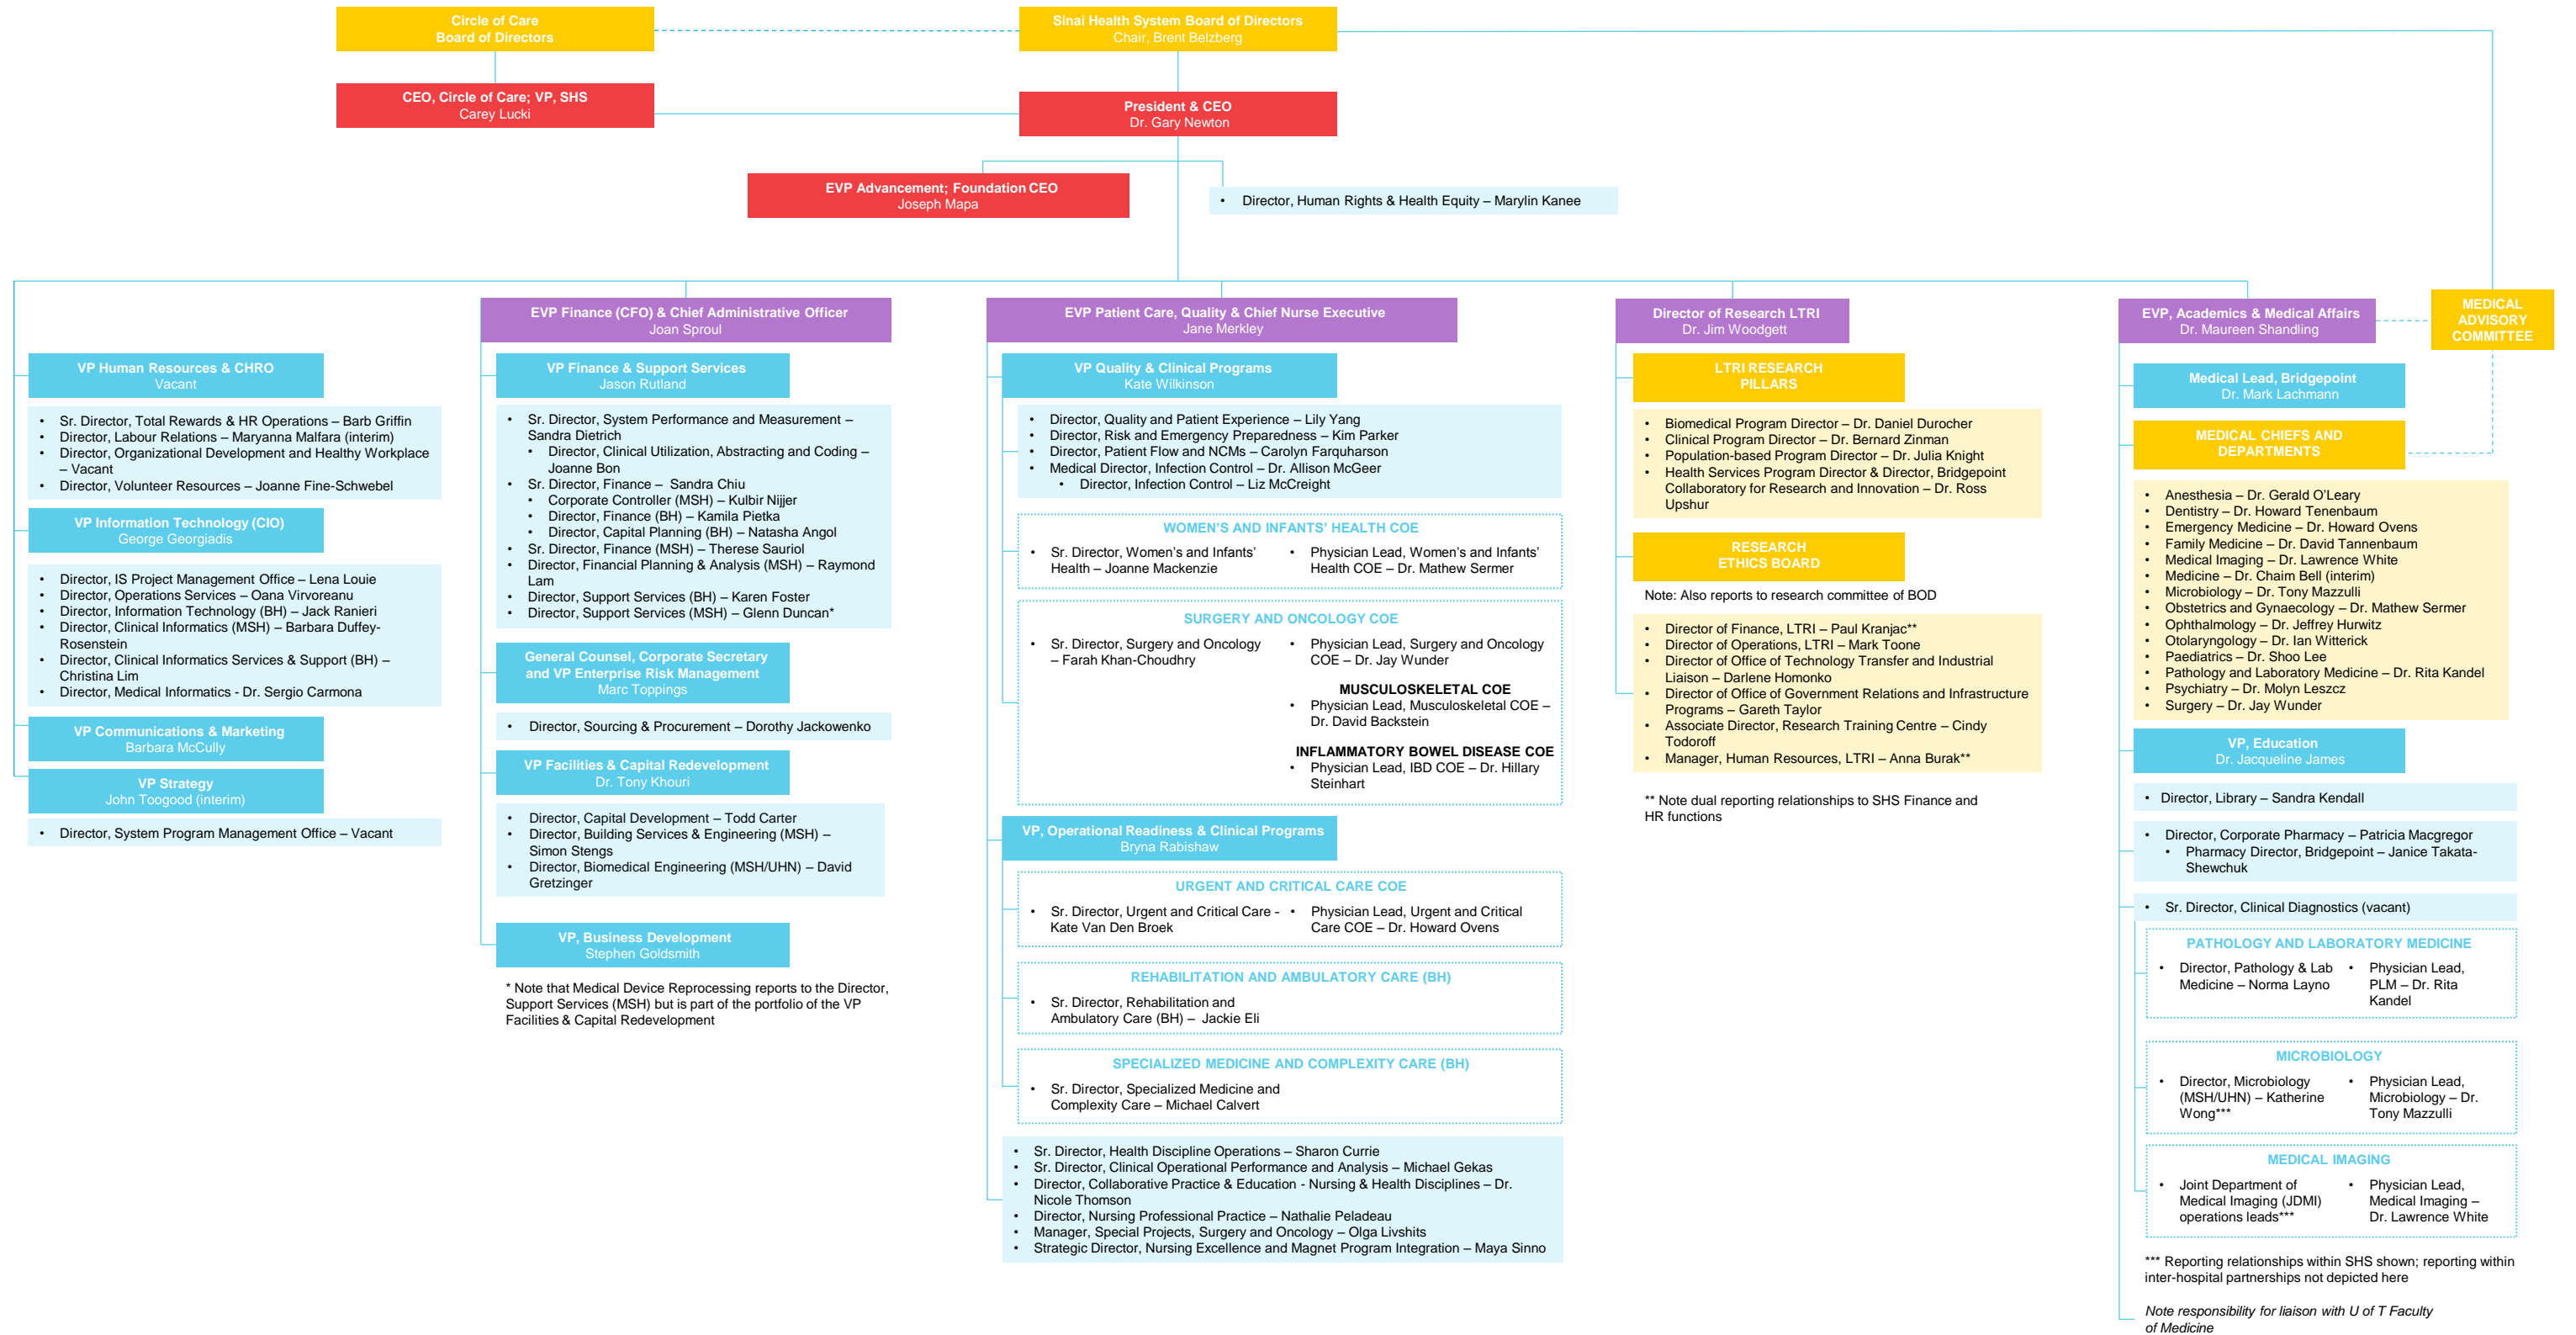 Circle of Care
Board of Directors
Sinai Health System Board of Directors
Chair, Brent Belzberg
CEO, Circle of Care; VP, SHS
Carey Lucki
President & CEO
Dr. Gary Newton
EVP Advancement; Foundation CEO
Joseph Mapa
• Director, Human Rights & Health Equity – Marylin Kanee
VP Human Resources & CHRO
Vacant
• Sr. Director, Total Rewards & HR Operations – Barb Griffin
• Director, Labour Relations – Maryanna Malfara (interim)
• Director, Organizational Development and Healthy Workplace
– Vacant
• Director, Volunteer Resources – Joanne Fine-Schwebel
VP Information Technology (CIO)
George Georgiadis
• Director, IS Project Management Office – Lena Louie
• Director, Operations Services – Oana Virvoreanu
• Director, Information Technology (BH) – Jack Ranieri
• Director, Clinical Informatics (MSH) – Barbara Duffey-
Rosenstein
• Director, Clinical Informatics Services & Support (BH) –
Christina Lim
• Director, Medical Informatics - Dr. Sergio Carmona
VP Communications & Marketing
Barbara McCully
VP Strategy
John Toogood (interim)
• Director, System Program Management Office – Vacant
EVP Finance (CFO) & Chief Administrative Officer
Joan Sproul
VP Finance & Support Services
Jason Rutland
• Sr. Director, System Performance and Measurement –
Sandra Dietrich
• Director, Clinical Utilization, Abstracting and Coding –
Joanne Bon
• Sr. Director, Finance – Sandra Chiu
• Corporate Controller (MSH) – Kulbir Nijjer
• Director, Finance (BH) – Kamila Pietka
• Director, Capital Planning (BH) – Natasha Angol
• Sr. Director, Finance (MSH) – Therese Sauriol
• Director, Financial Planning & Analysis (MSH) – Raymond
Lam
• Director, Support Services (BH) – Karen Foster
• Director, Support Services (MSH) – Glenn Duncan*
General Counsel, Corporate Secretary
and VP Enterprise Risk Management
Marc Toppings
• Director, Sourcing & Procurement – Dorothy Jackowenko
VP Facilities & Capital Redevelopment
Dr. Tony Khouri
• Director, Capital Development – Todd Carter
• Director, Building Services & Engineering (MSH) –
Simon Stengs
• Director, Biomedical Engineering (MSH/UHN) – David
Gretzinger
VP, Business Development
Stephen Goldsmith
* Note that Medical Device Reprocessing reports to the Director,
Support Services (MSH) but is part of the portfolio of the VP
Facilities & Capital Redevelopment
EVP Patient Care, Quality & Chief Nurse Executive
Jane Merkley
VP Quality & Clinical Programs
Kate Wilkinson
• Director, Quality and Patient Experience – Lily Yang
• Director, Risk and Emergency Preparedness – Kim Parker
• Director, Patient Flow and NCMs – Carolyn Farquharson
• Medical Director, Infection Control – Dr. Allison McGeer
• Director, Infection Control – Liz McCreight
WOMEN'S AND INFANTS' HEALTH COE
• Sr. Director, Women's and Infants'
Health – Joanne Mackenzie
• Physician Lead, Women's and Infants'
Health COE – Dr. Mathew Sermer
SURGERY AND ONCOLOGY COE
• Sr. Director, Surgery and Oncology
– Farah Khan-Choudhry
• Physician Lead, Surgery and Oncology
COE – Dr. Jay Wunder
MUSCULOSKELETAL COE
• Physician Lead, Musculoskeletal COE –
Dr. David Backstein
INFLAMMATORY BOWEL DISEASE COE
• Physician Lead, IBD COE – Dr. Hillary
Steinhart
VP, Operational Readiness & Clinical Programs
Bryna Rabishaw
URGENT AND CRITICAL CARE COE
• Sr. Director, Urgent and Critical Care -
Kate Van Den Broek
• Physician Lead, Urgent and Critical
Care COE – Dr. Howard Ovens
REHABILITATION AND AMBULATORY CARE (BH)
• Sr. Director, Rehabilitation and
Ambulatory Care (BH) – Jackie Eli
SPECIALIZED MEDICINE AND COMPLEXITY CARE (BH)
• Sr. Director, Specialized Medicine and
Complexity Care – Michael Calvert
• Sr. Director, Health Discipline Operations – Sharon Currie
• Sr. Director, Clinical Operational Performance and Analysis – Michael Gekas
• Director, Collaborative Practice & Education - Nursing & Health Disciplines – Dr.
Nicole Thomson
• Director, Nursing Professional Practice – Nathalie Peladeau
• Manager, Special Projects, Surgery and Oncology – Olga Livshits
• Strategic Director, Nursing Excellence and Magnet Program Integration – Maya Sinno
Director of Research LTRI
Dr. Jim Woodgett
LTRI RESEARCH
PILLARS
• Biomedical Program Director – Dr. Daniel Durocher
• Clinical Program Director – Dr. Bernard Zinman
• Population-based Program Director – Dr. Julia Knight
• Health Services Program Director & Director, Bridgepoint
Collaboratory for Research and Innovation – Dr. Ross
Upshur
RESEARCH
ETHICS BOARD
Note: Also reports to research committee of BOD
• Director of Finance, LTRI – Paul Kranjac**
• Director of Operations, LTRI – Mark Toone
• Director of Office of Technology Transfer and Industrial
Liaison – Darlene Homonko
• Director of Office of Government Relations and Infrastructure
Programs – Gareth Taylor
• Associate Director, Research Training Centre – Cindy
Todoroff
• Manager, Human Resources, LTRI – Anna Burak**
** Note dual reporting relationships to SHS Finance and
HR functions
EVP, Academics & Medical Affairs
Dr. Maureen Shandling
MEDICAL
ADVISORY
COMMITTEE
Medical Lead, Bridgepoint
Dr. Mark Lachmann
MEDICAL CHIEFS AND
DEPARTMENTS
• Anesthesia – Dr. Gerald O'Leary
• Dentistry – Dr. Howard Tenenbaum
• Emergency Medicine – Dr. Howard Ovens
• Family Medicine – Dr. David Tannenbaum
• Medical Imaging – Dr. Lawrence White
• Medicine – Dr. Chaim Bell (interim)
• Microbiology – Dr. Tony Mazzulli
• Obstetrics and Gynaecology – Dr. Mathew Sermer
• Ophthalmology – Dr. Jeffrey Hurwitz
• Otolaryngology – Dr. Ian Witterick
• Paediatrics – Dr. Shoo Lee
• Pathology and Laboratory Medicine – Dr. Rita Kandel
• Psychiatry – Dr. Molyn Leszcz
• Surgery – Dr. Jay Wunder
VP, Education
Dr. Jacqueline James
• Director, Library – Sandra Kendall
• Director, Corporate Pharmacy – Patricia Macgregor
• Pharmacy Director, Bridgepoint – Janice Takata-
Shewchuk
• Sr. Director, Clinical Diagnostics (vacant)
PATHOLOGY AND LABORATORY MEDICINE
• Director, Pathology & Lab
Medicine – Norma Layno
• Physician Lead,
PLM – Dr. Rita
Kandel
MICROBIOLOGY
• Director, Microbiology
(MSH/UHN) – Katherine
Wong***
• Physician Lead,
Microbiology – Dr.
Tony Mazzulli
MEDICAL IMAGING
• Joint Department of
Medical Imaging (JDMI)
operations leads***
• Physician Lead,
Medical Imaging –
Dr. Lawrence White
*** Reporting relationships within SHS shown; reporting within
inter-hospital partnerships not depicted here
Note responsibility for liaison with U of T Faculty
of Medicine